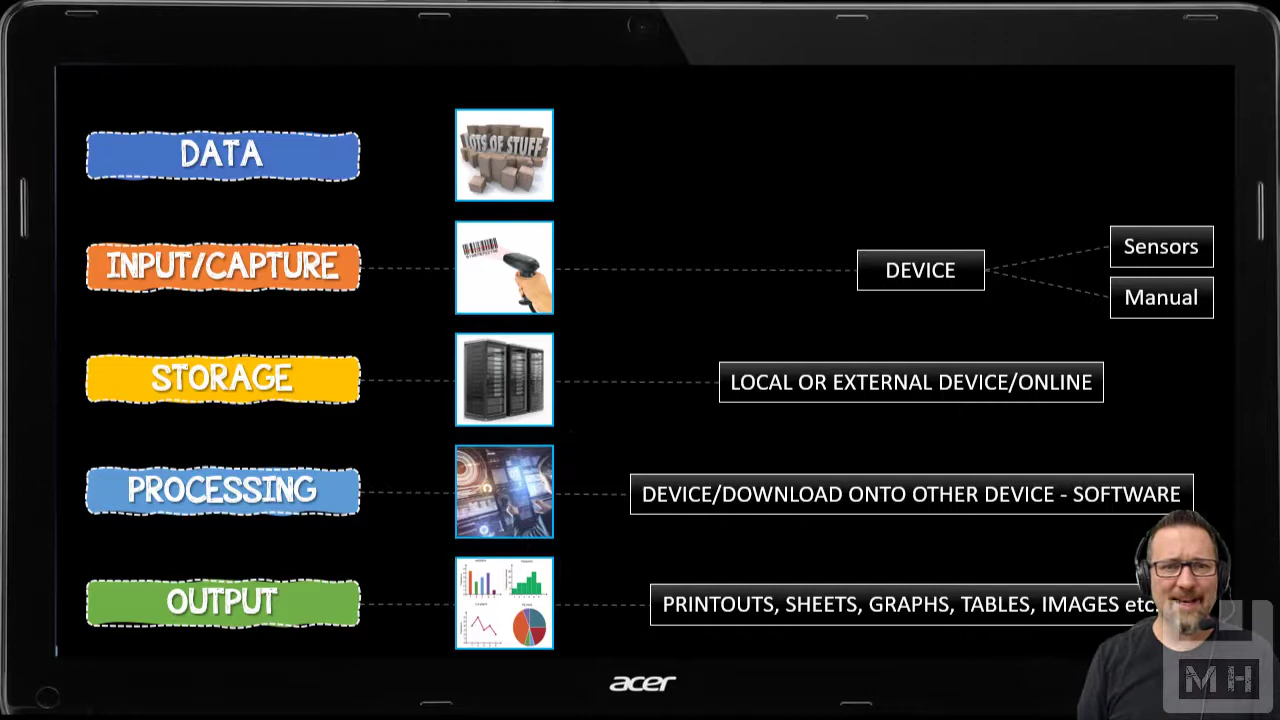 DATA
LOTS OF STUFF
INPUT/CAPTURE
DEVICE
Sensors
Manual
STORAGE
LOCAL OR EXTERNAL DEVICE/ONLINE
PROCESSING
DEVICE/DOWNLOAD ONTO OTHER DEVICE - SOFTWARE
OUTPUT
PRINTOUTS, SHEETS, GRAPHS, TABLES, IMAGES etc.
acer
MH